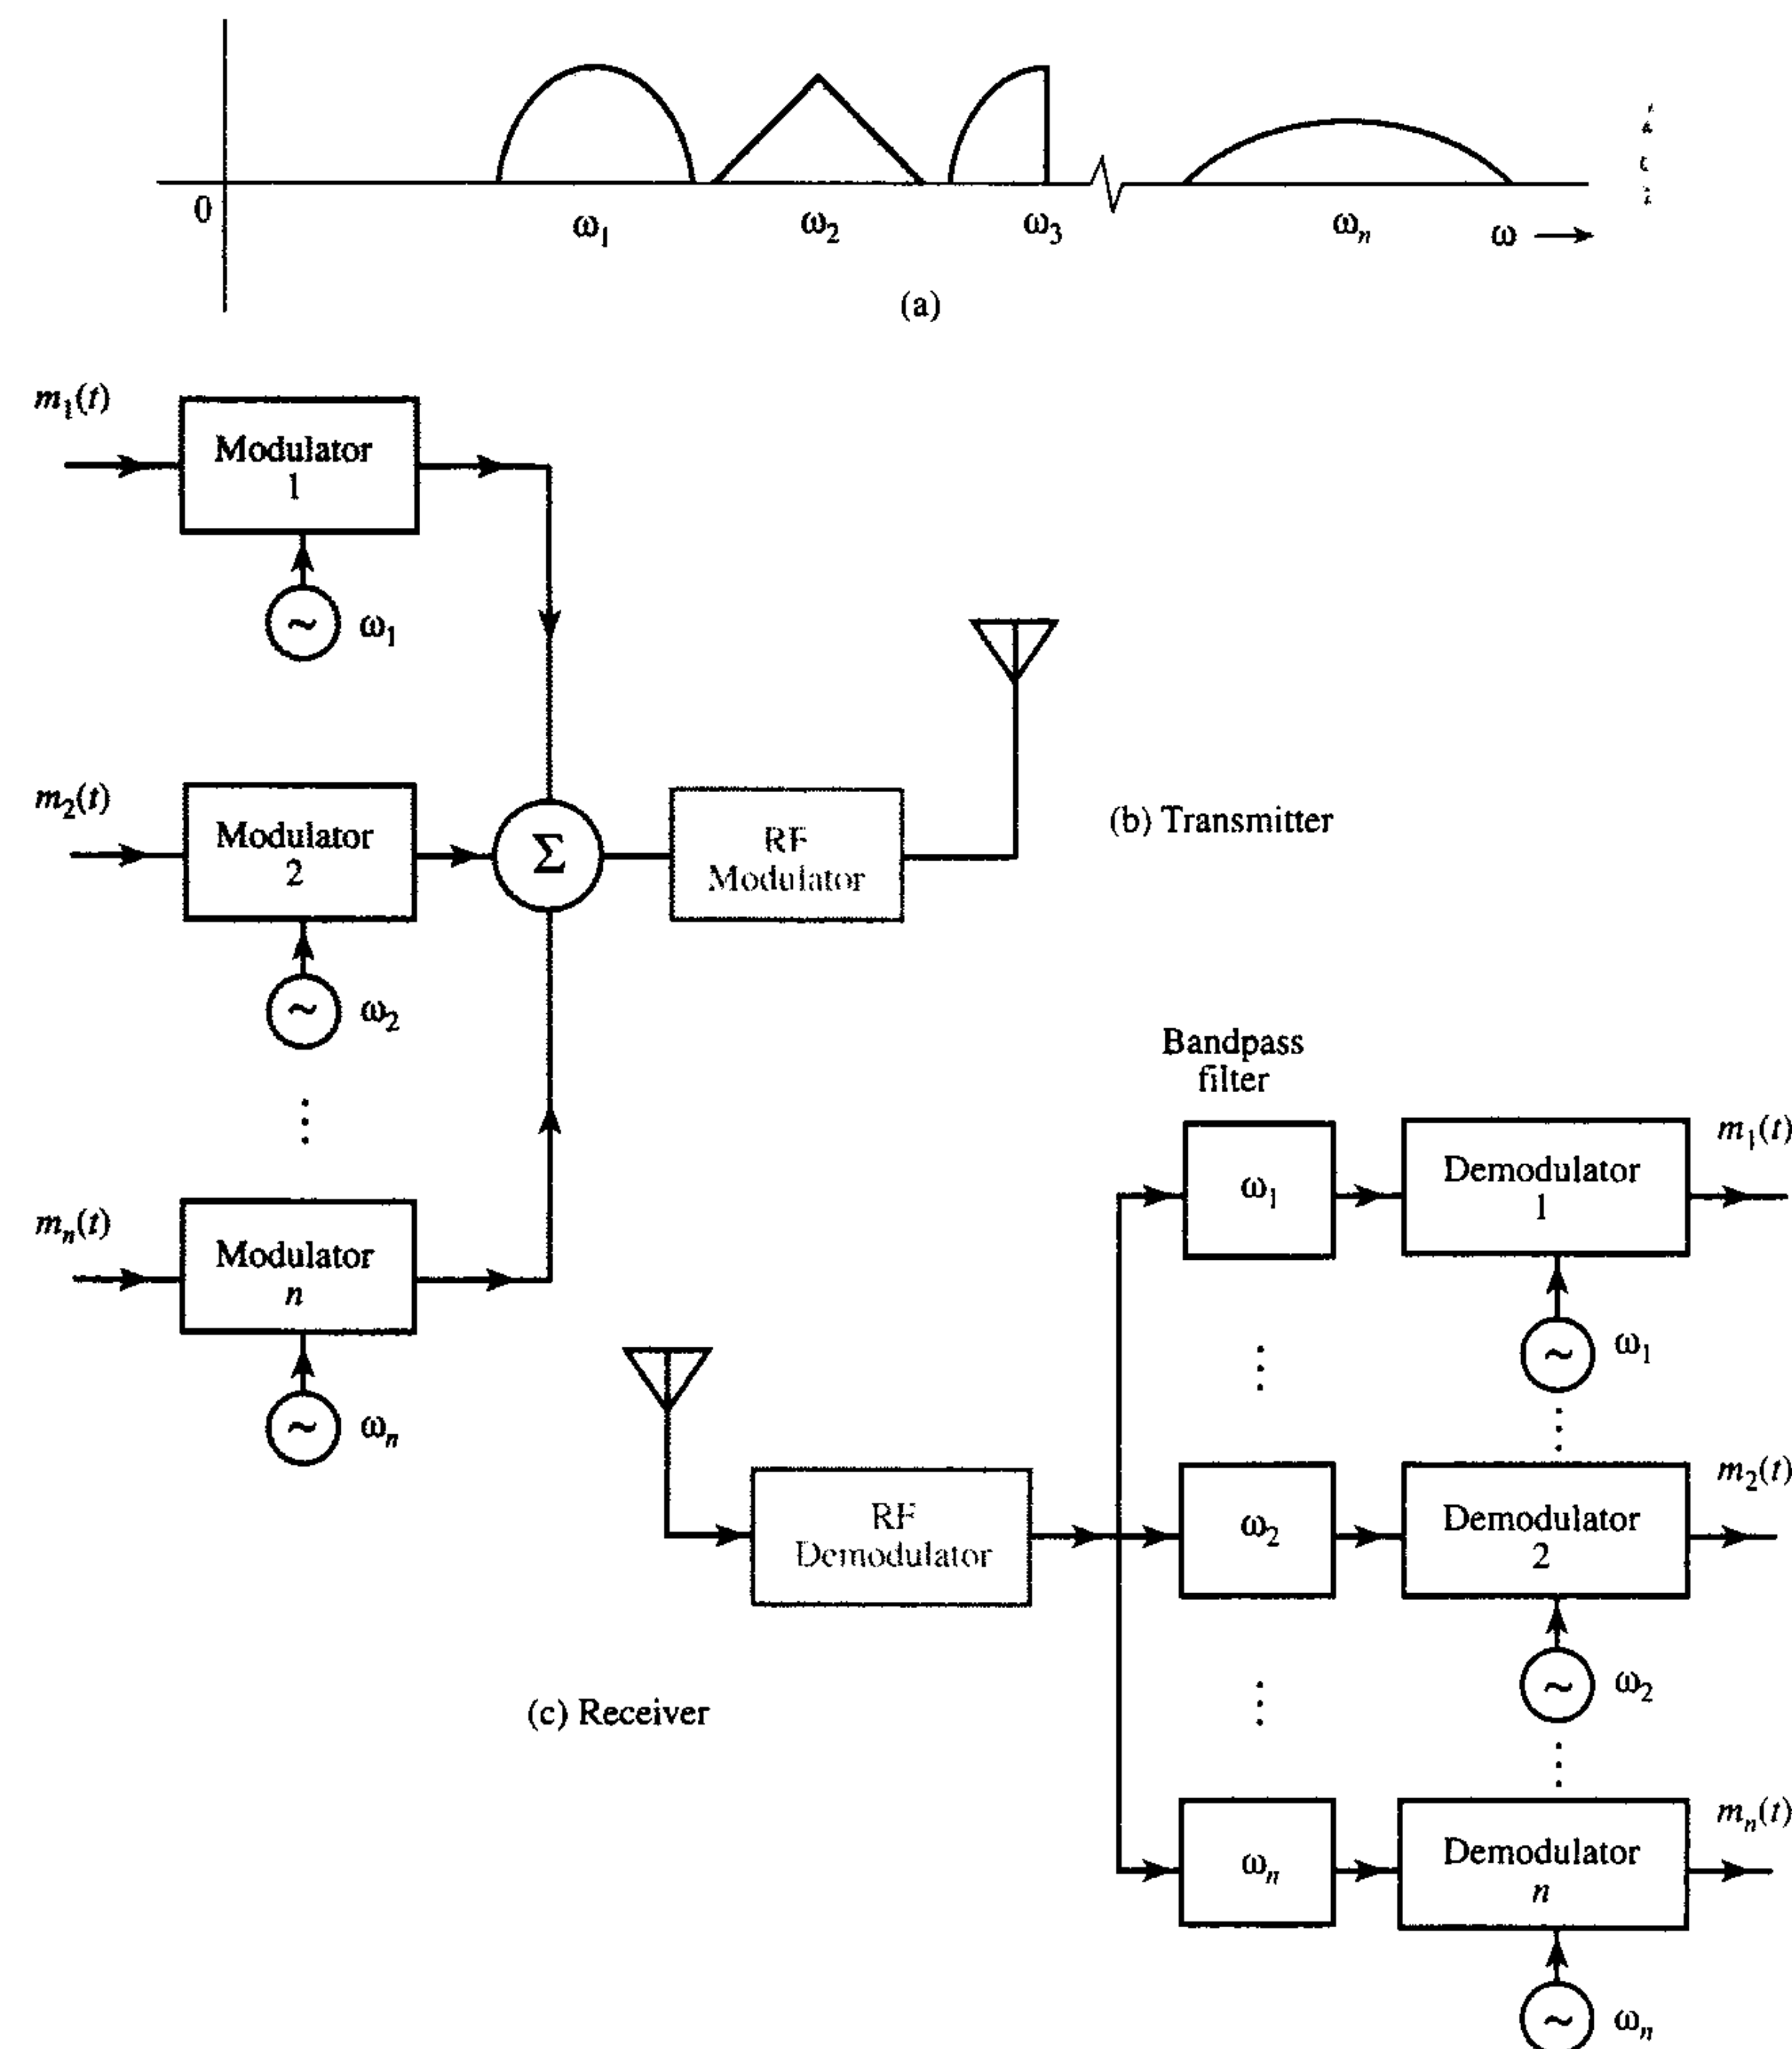 0
ω₁
ω₂
ω₃
ωₙ
ω
(a)
m₁(t)
Modulator
1
~
ω₁
m₂(t)
Modulator
2
~
ω₂
Σ
RF
Modulator
(b) Transmitter
⋮
mₙ(t)
Modulator
n
~
ωₙ
RF
Demodulator
(c) Receiver
Bandpass
filter
ω₁
Demodulator
1
m₁(t)
~
ω₁
⋮
⋮
ω₂
Demodulator
2
m₂(t)
~
ω₂
⋮
⋮
ωₙ
Demodulator
n
mₙ(t)
~
ωₙ